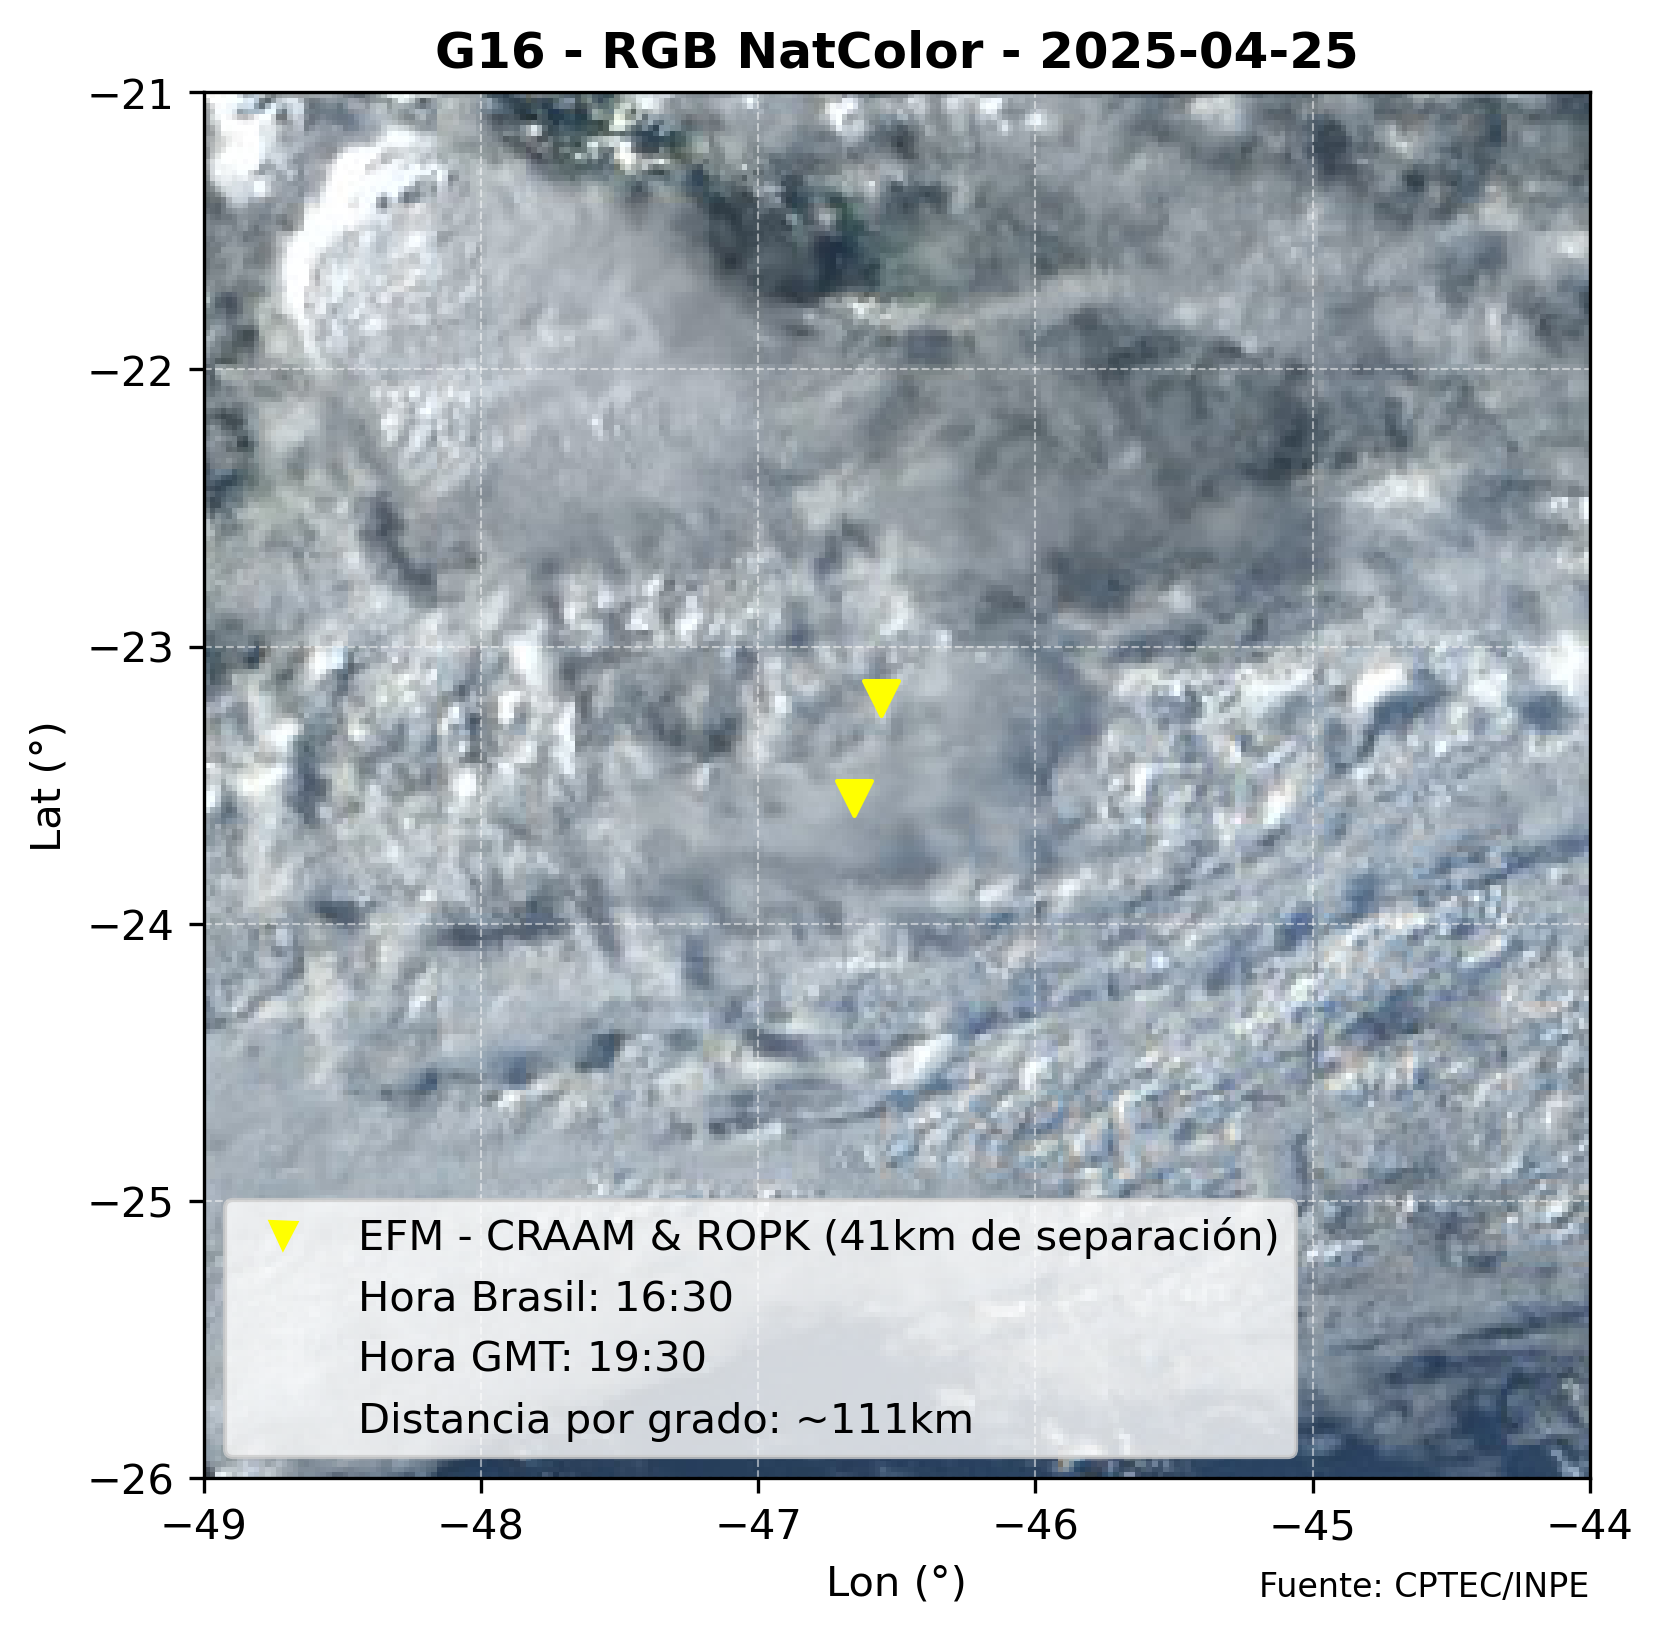 G16 - RGB NatColor - 2025-04-25
−21
−22
−23
−24
−25
−26
Lat (°)
EFM - CRAAM & ROPK (41km de separación)
Hora Brasil: 16:30
Hora GMT: 19:30
Distancia por grado: ~111km
−49 −48 −47 −46 −45 −44
Lon (°)
Fuente: CPTEC/INPE